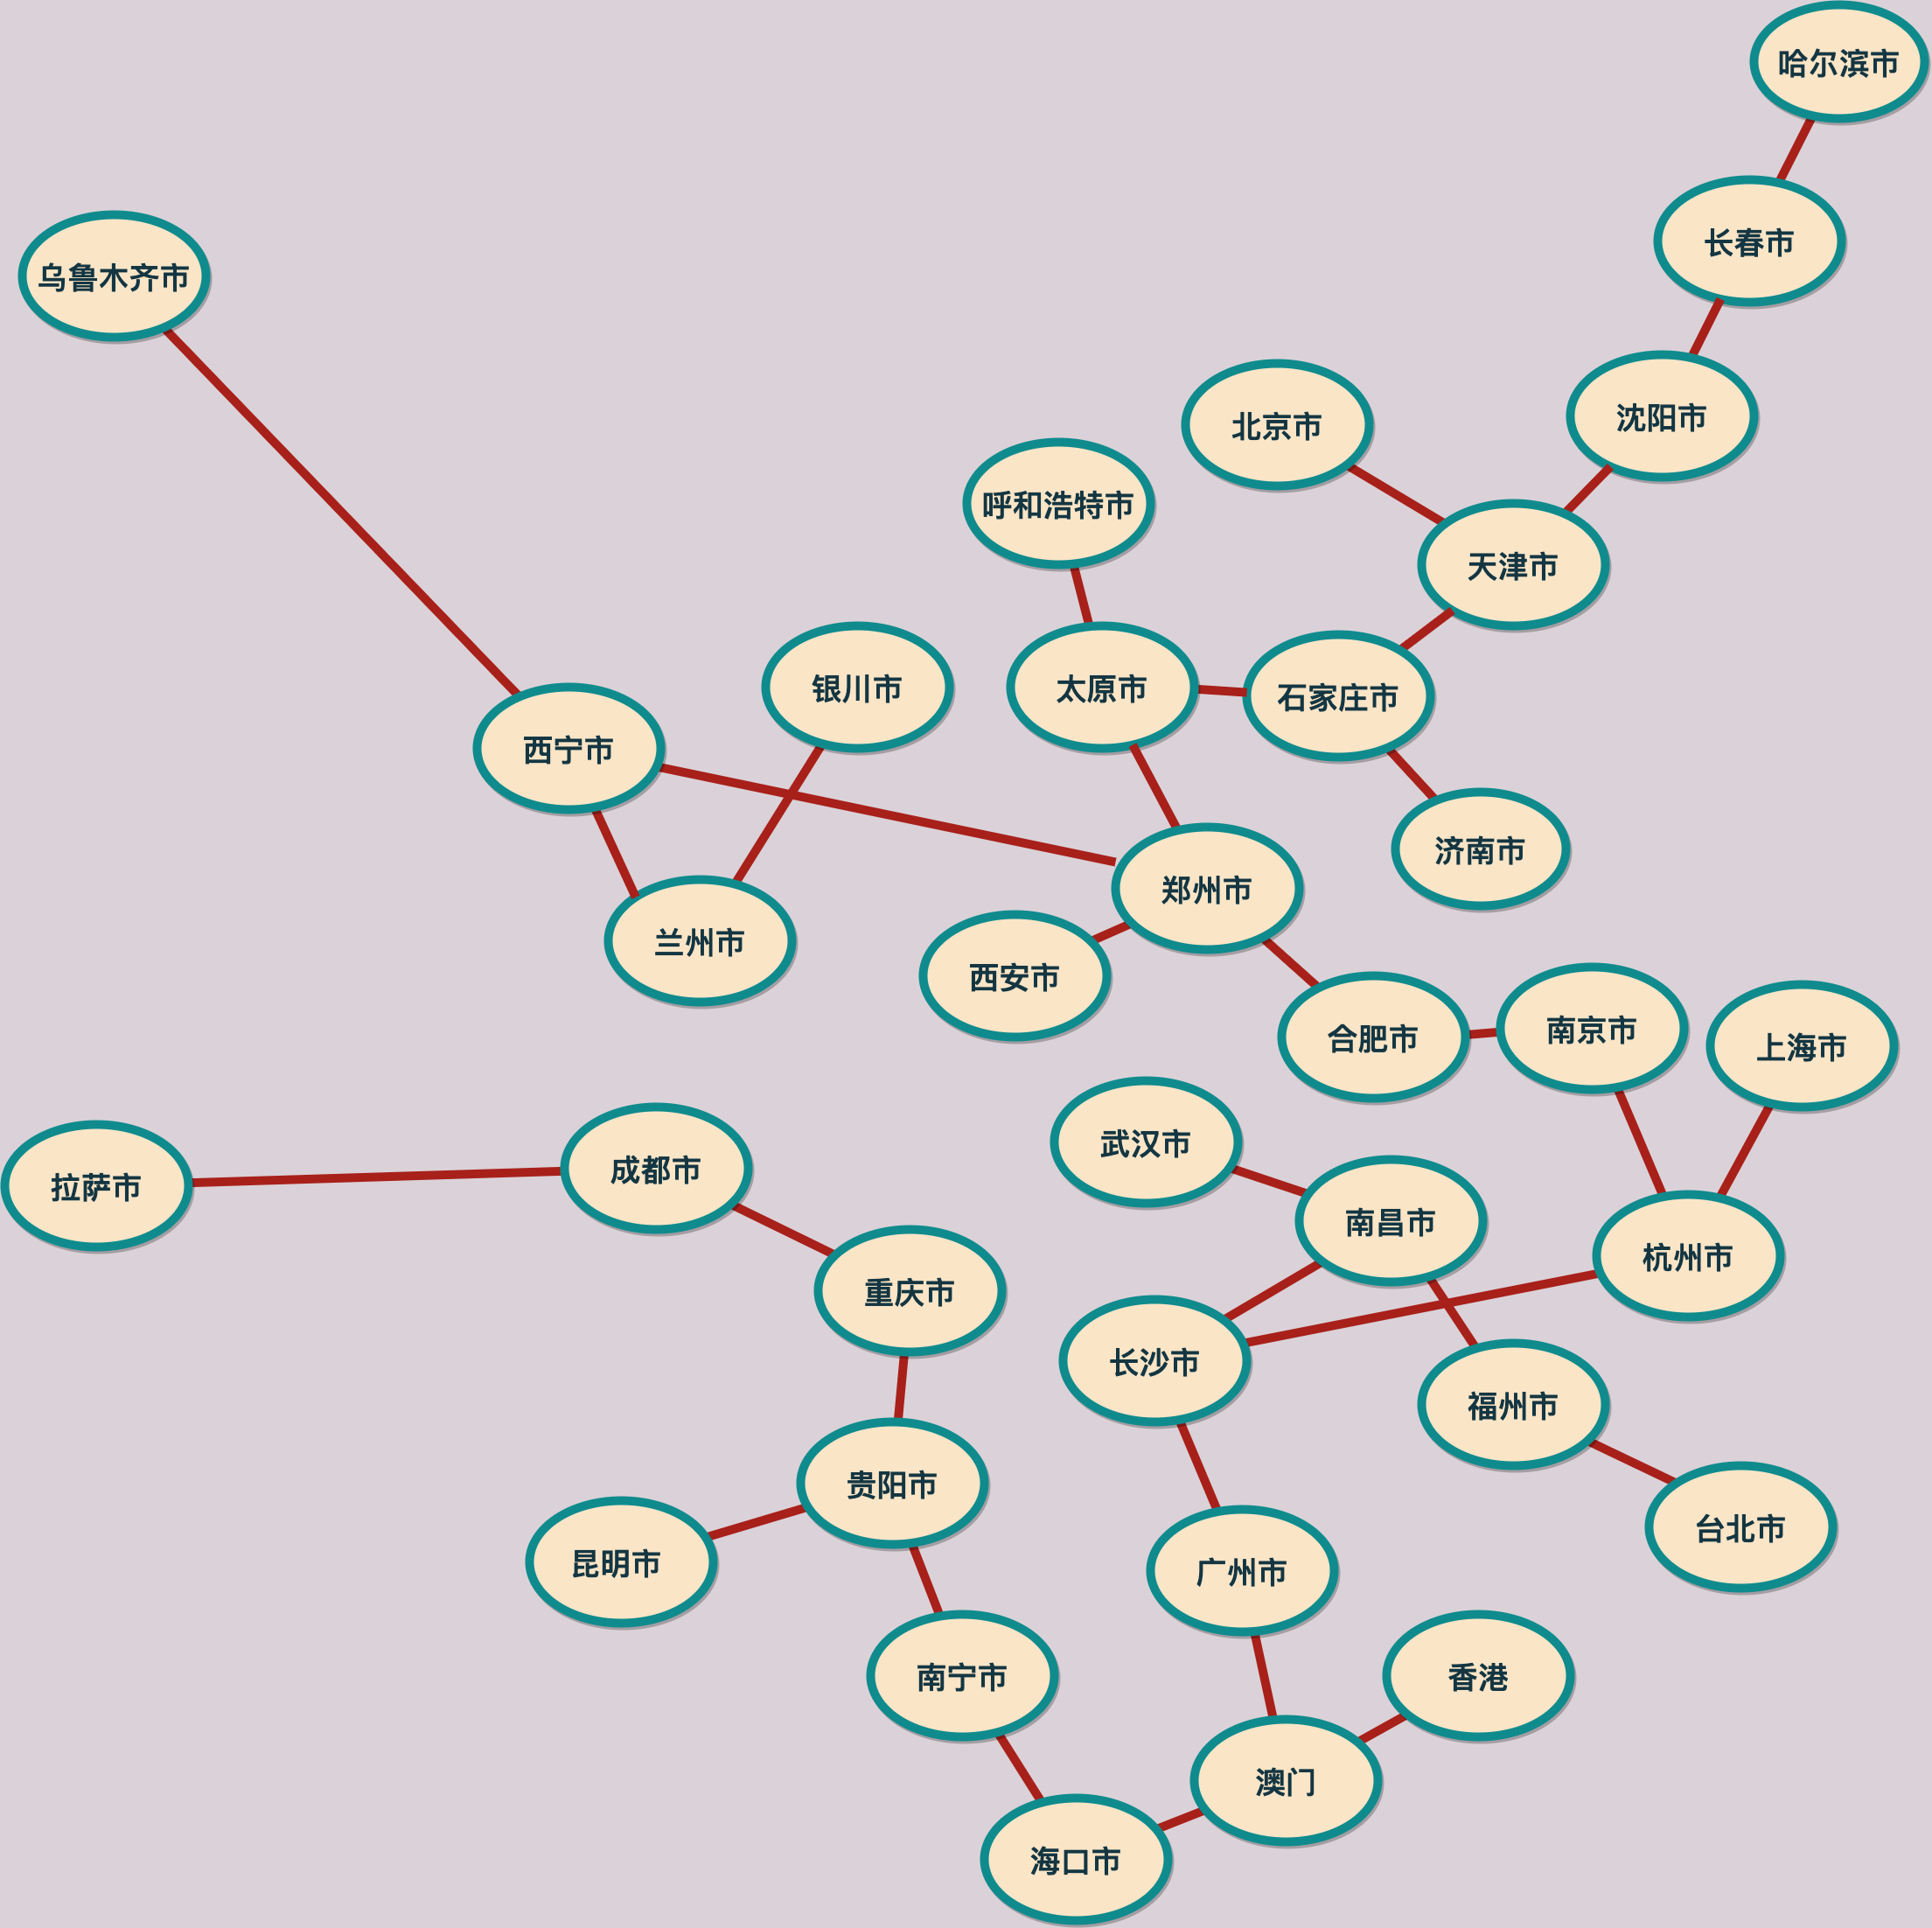 哈尔滨市
长春市
乌鲁木齐市
沈阳市
北京市
呼和浩特市
天津市
银川市
太原市
石家庄市
西宁市
济南市
郑州市
兰州市
西安市
合肥市
南京市
上海市
武汉市
成都市
拉萨市
南昌市
杭州市
重庆市
长沙市
福州市
贵阳市
台北市
昆明市
广州市
南宁市
香港
澳门
海口市